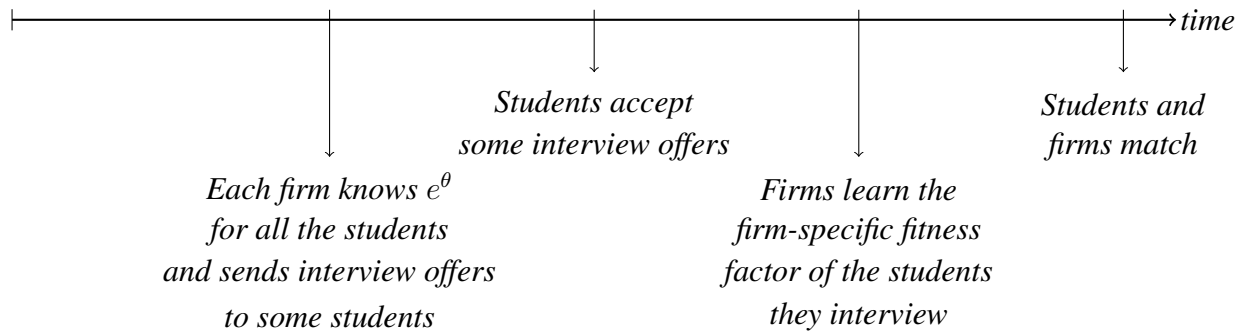 time
Students accept
some interview offers
Students and
firms match
Each firm knows e^θ
for all the students
and sends interview offers
to some students
Firms learn the
firm-specific fitness
factor of the students
they interview